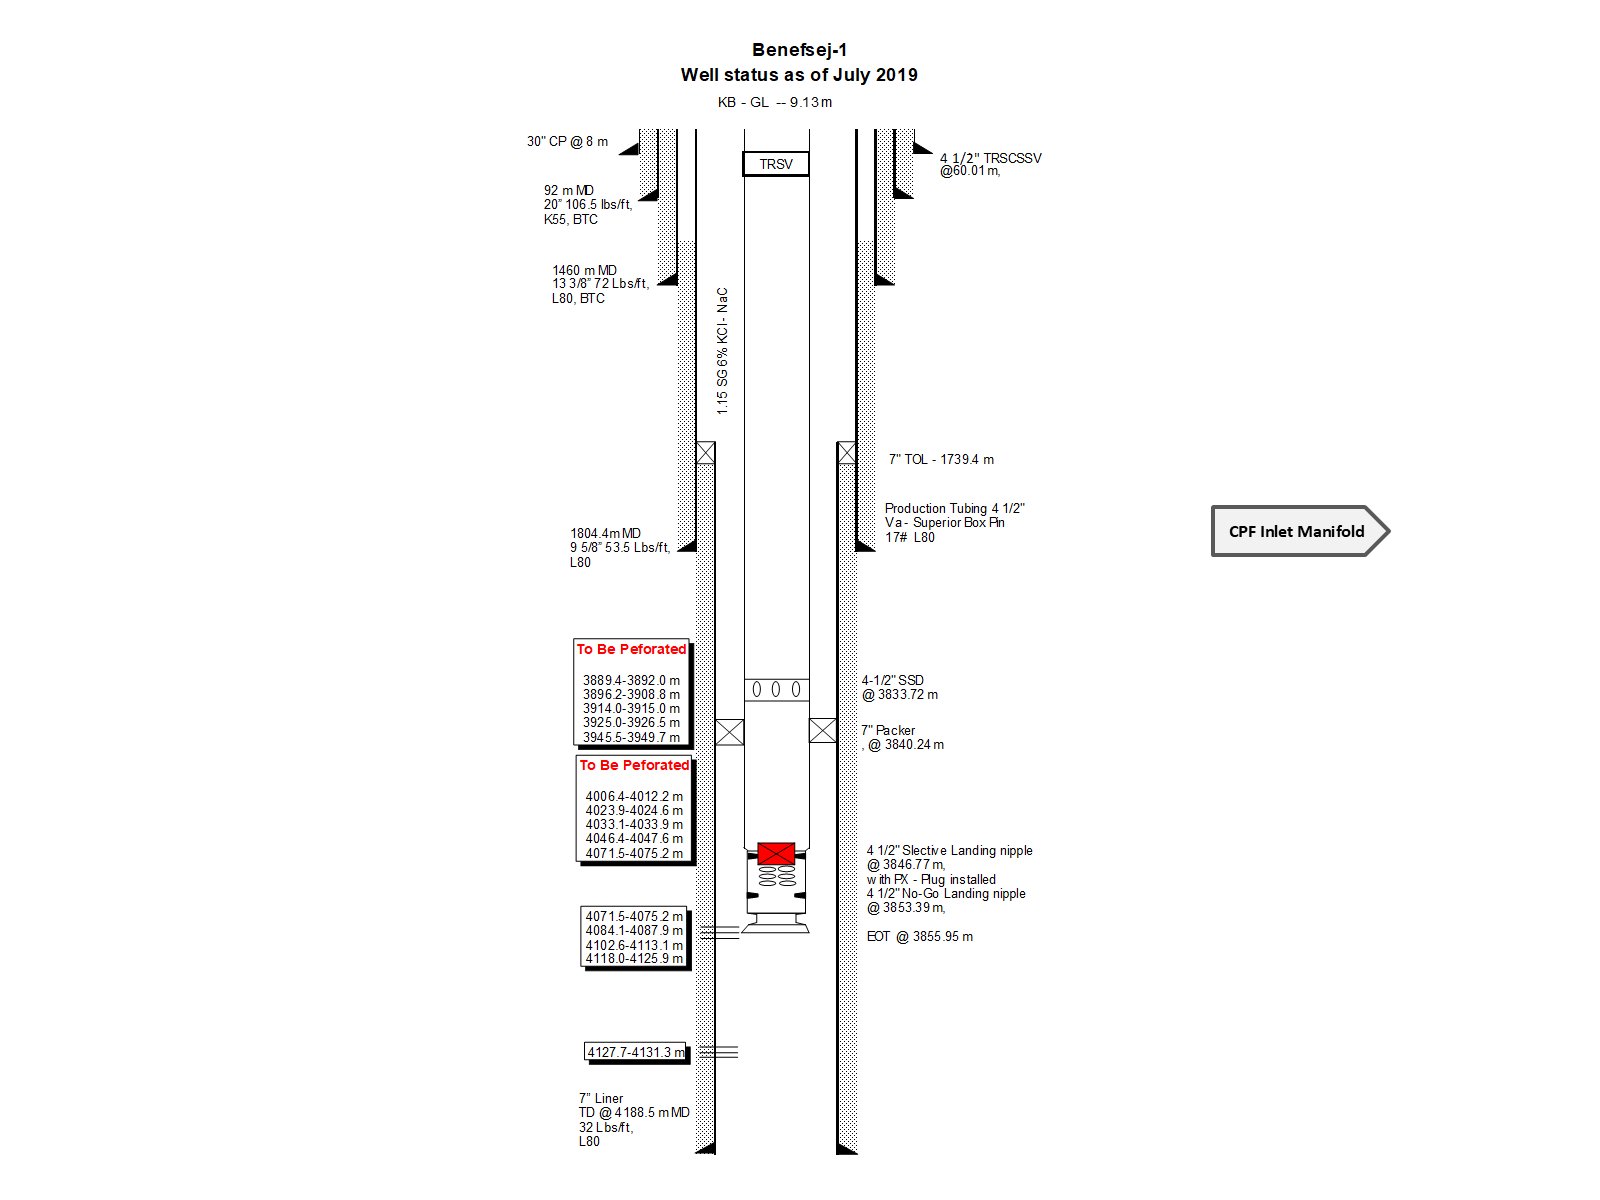 Benefsej-1
Well status as of July 2019
KB - GL -- 9.13m
30" CP @ 8 m
TRSV
4 1/2" TRSCSSV
@60.01 m,
92 m MD
20" 106.5 lbs/ft,
K55, BTC
1460 m MD
13 3/8" 72 Lbs/ft,
L80, BTC
1.15 SG 6% KCl - NaC
7" TOL - 1739.4 m
Production Tubing 4 1/2"
Va - Superior Box Pin
17# L80
CPF Inlet Manifold
1804.4m MD
9 5/8" 53.5 Lbs/ft,
L80
To Be Peforated
3889.4-3892.0 m
3896.2-3908.8 m
3914.0-3915.0 m
3925.0-3926.5 m
3945.5-3949.7 m
4-1/2" SSD
@ 3833.72 m
7" Packer
, @ 3840.24 m
To Be Peforated
4006.4-4012.2 m
4023.9-4024.6 m
4033.1-4033.9 m
4046.4-4047.6 m
4071.5-4075.2 m
4 1/2" Slective Landing nipple
@ 3846.77 m,
with PX - Plug installed
4 1/2" No-Go Landing nipple
@ 3853.39 m,
EOT @ 3855.95 m
4071.5-4075.2 m
4084.1-4087.9 m
4102.6-4113.1 m
4118.0-4125.9 m
4127.7-4131.3 m
7" Liner
TD @ 4188.5 m MD
32 Lbs/ft,
L80